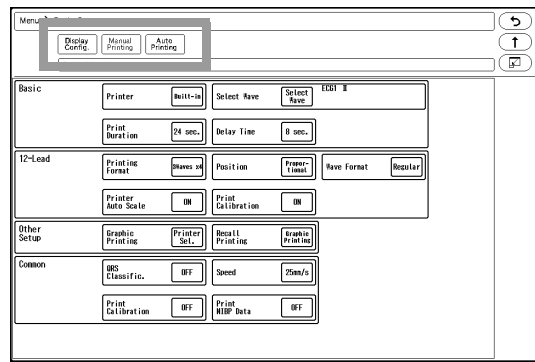 Menu
Display
Config.
Manual
Printing
Auto
Printing
Basic
Printer
Built-in
Select Wave
Select
Wave
ECG1 II
Print
Duration
24 sec.
Delay Time
8 sec.
12-Lead
Printing
Format
3Waves x4
Position
Propor-
tional
Wave Format
Regular
Printer
Auto Scale
ON
Print
Calibration
ON
Other
Setup
Graphic
Printing
Printer
Sel.
Recall
Printing
Graphic
Printing
Common
QRS
Classific.
OFF
Speed
25mm/s
Print
Calibration
OFF
Print
NIBP Data
OFF